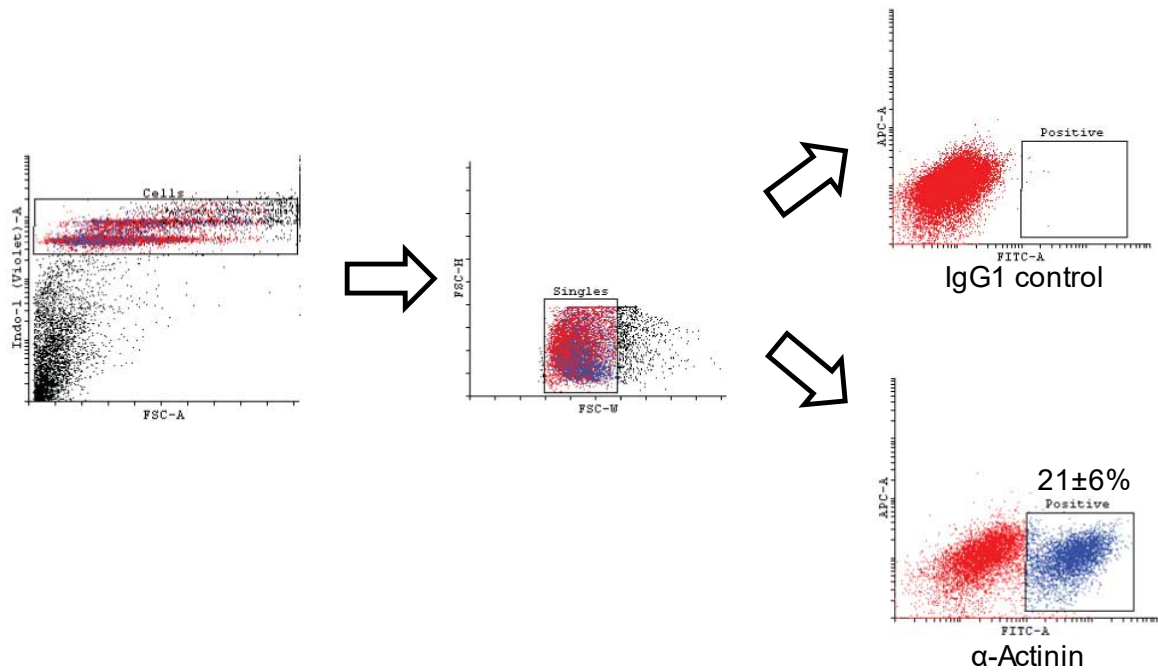 Cells
Indo-1 (Violet)-A
FSC-A
Singles
FSC-H
FSC-W
Positive
APC-A
FITC-A
IgG1 control
21±6%
Positive
APC-A
FITC-A
α-Actinin